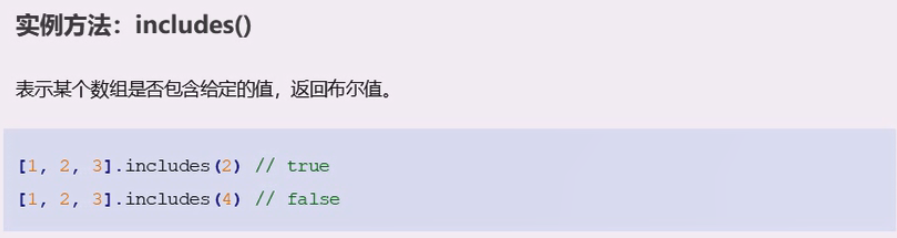 实例方法：includes()
表示某个数组是否包含给定的值，返回布尔值。
[1, 2, 3].includes(2) // true
[1, 2, 3].includes(4) // false